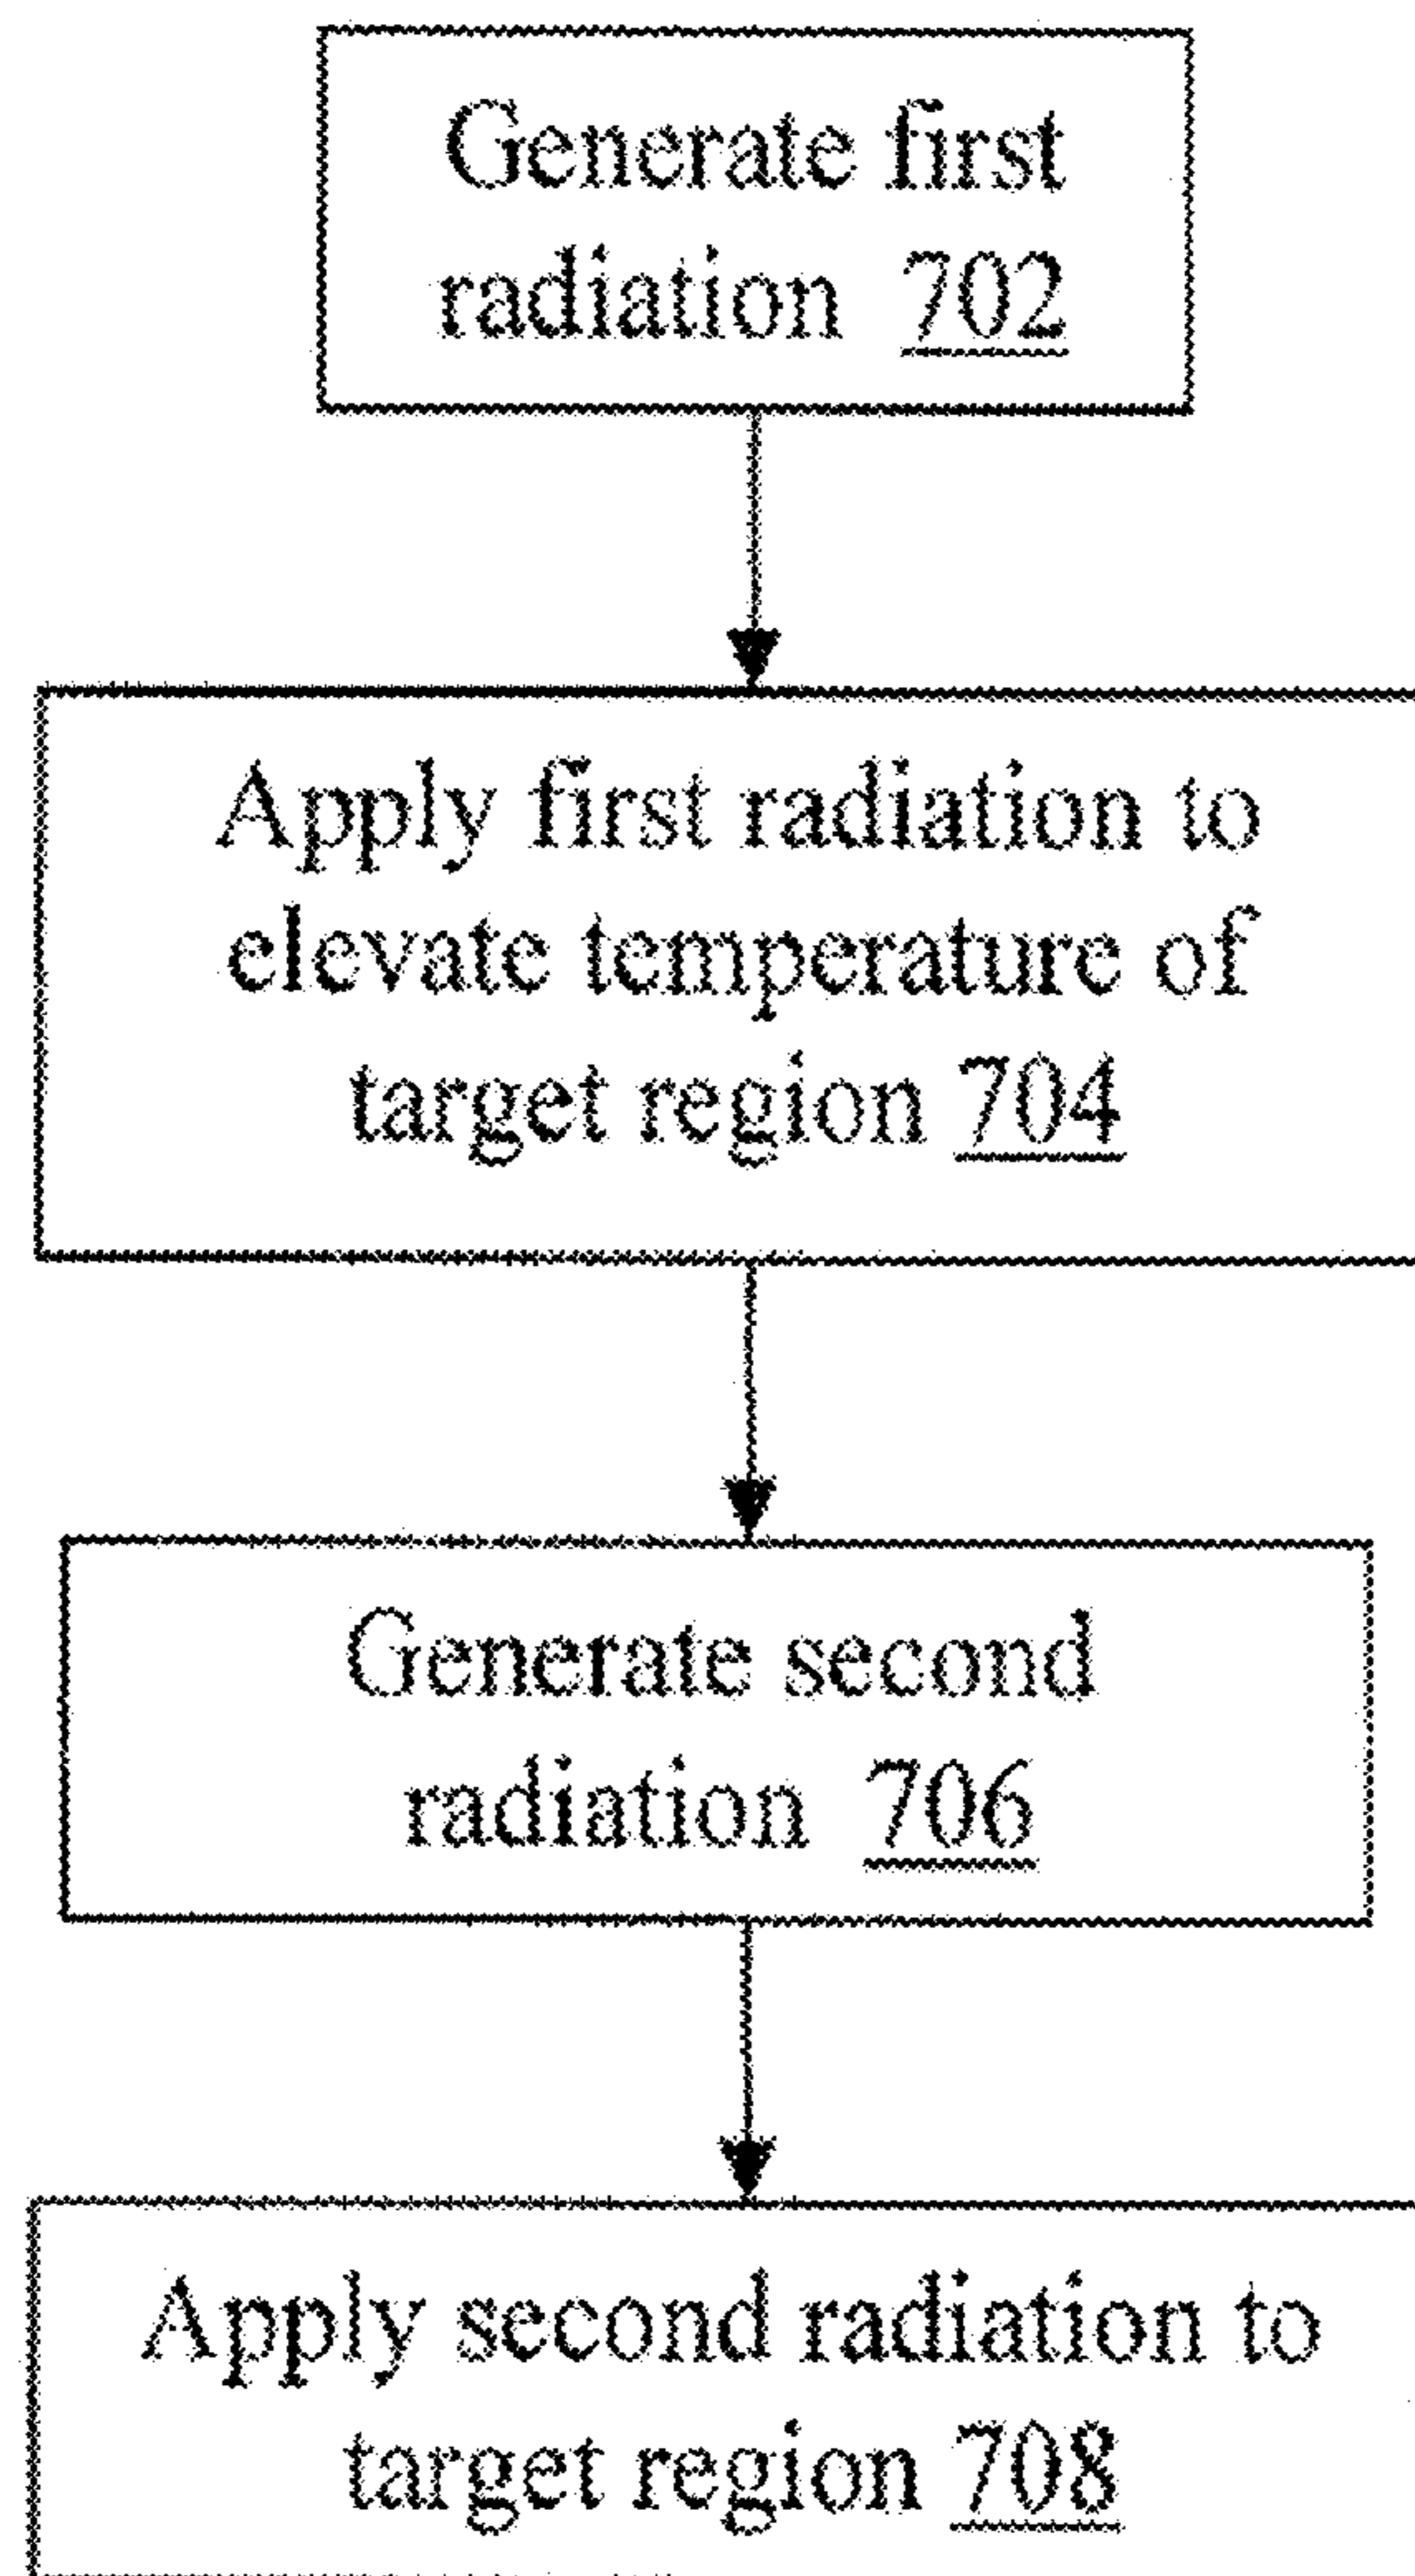 Generate first
radiation 702
Apply first radiation to
elevate temperature of
target region 704
Generate second
radiation 706
Apply second radiation to
target region 708